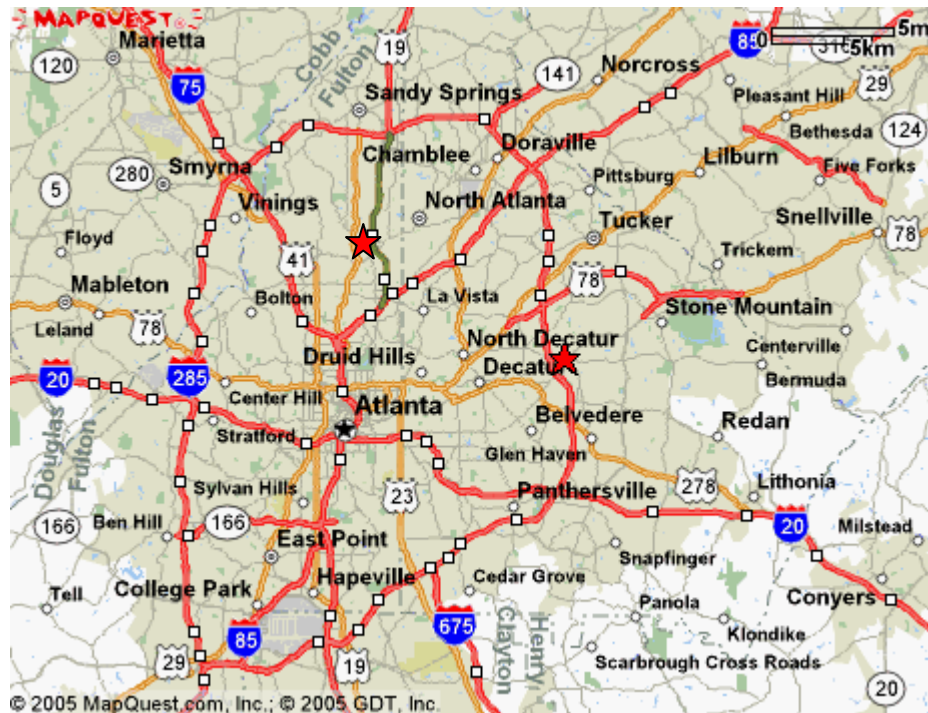 MAPQUEST
Marietta
120
Cobb
Fulton
19
85
0
5m
5km
316
75
141
Norcross
29
Sandy Springs
Pleasant Hill
Bethesda
124
Smyrna
280
Chamblee
Doraville
Lilburn
Five Forks
5
Vinings
North Atlanta
Pittsburg
Tucker
Snellville
78
Floyd
41
Trickem
Mableton
Bolton
La Vista
78
Stone Mountain
Leland
78
Druid Hills
North Decatur
Centerville
20
285
Decatur
Bermuda
Center Hill
Atlanta
Belvedere
Redan
Stratford
Douglas
Fulton
Glen Haven
Sylvan Hills
23
Panthersville
278
Lithonia
166
Ben Hill
166
20
Milstead
East Point
Snapfinger
College Park
Hapeville
Cedar Grove
Tell
Conyers
Panola
85
675
Clayton
Henry
Klondike
29
19
Scarbrough Cross Roads
20
© 2005 MapQuest.com, Inc.; © 2005 GDT, Inc.